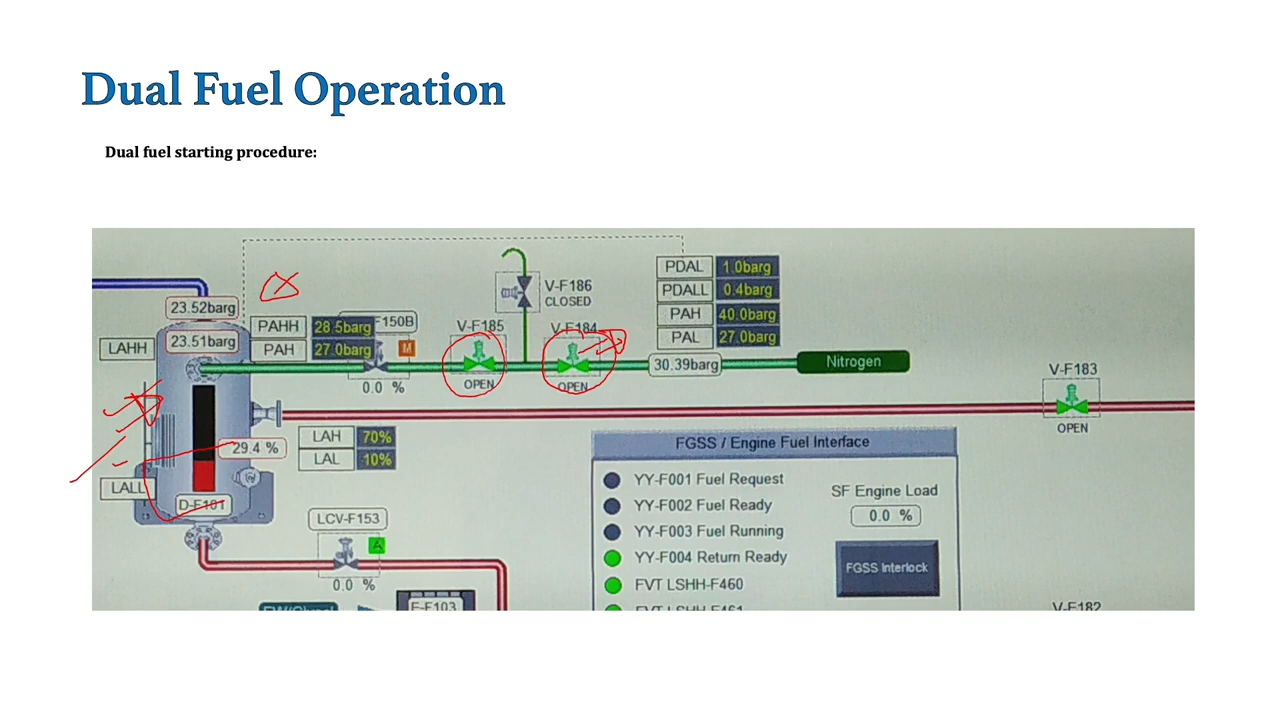 Dual Fuel Operation
Dual fuel starting procedure:
23.52barg
23.51barg
LAHH
PAHH 28.5barg
PAH 27.0barg
F150B
M
0.0 %
V-F185
OPEN
V-F186
CLOSED
V-F184
OPEN
PDAL 1.0barg
PDALL 0.4barg
PAH 40.0barg
PAL 27.0barg
30.39barg
Nitrogen
V-F183
OPEN
29.4 %
LAH 70%
LAL 10%
LALL
D-F101
LCV-F153
A
0.0 %
E-F103
FGSS / Engine Fuel Interface
YY-F001 Fuel Request
YY-F002 Fuel Ready
YY-F003 Fuel Running
YY-F004 Return Ready
FVT LSHH-F460
FVT LSHH-F461
SF Engine Load
0.0 %
FGSS Interlock
V-F182